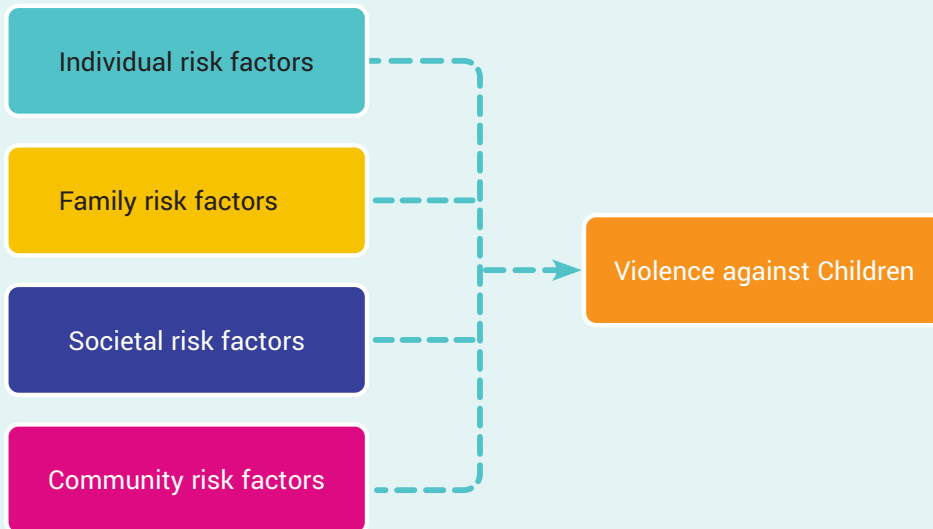 Individual risk factors
Family risk factors
Societal risk factors
Violence against Children
Community risk factors